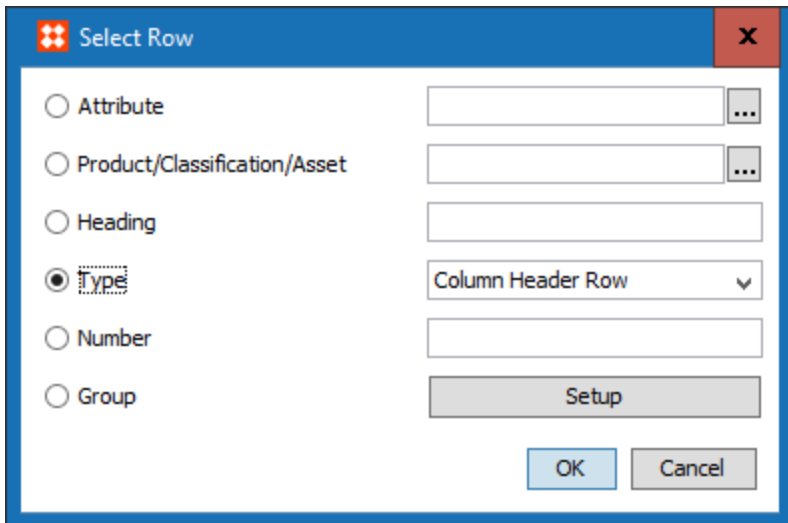 Select Row
x
Attribute
...
Product/Classification/Asset
...
Heading
Type Column Header Row
Number
Group Setup
OK Cancel